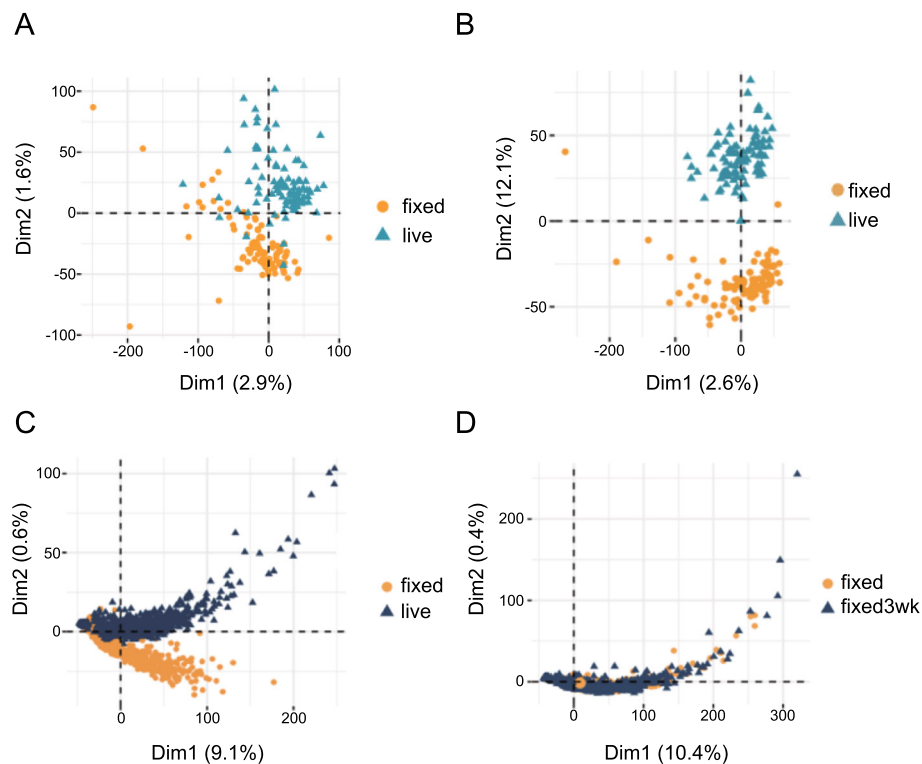 A
100
50
0
-50
-100
-200
-100
0
100
Dim1 (2.9%)
Dim2 (1.6%)
fixed
live
B
50
0
-50
-200
-100
0
Dim1 (2.6%)
Dim2 (12.1%)
fixed
live
C
100
50
0
0
100
200
Dim1 (9.1%)
Dim2 (0.6%)
fixed
live
D
200
100
0
0
100
200
300
Dim1 (10.4%)
Dim2 (0.4%)
fixed
fixed3wk